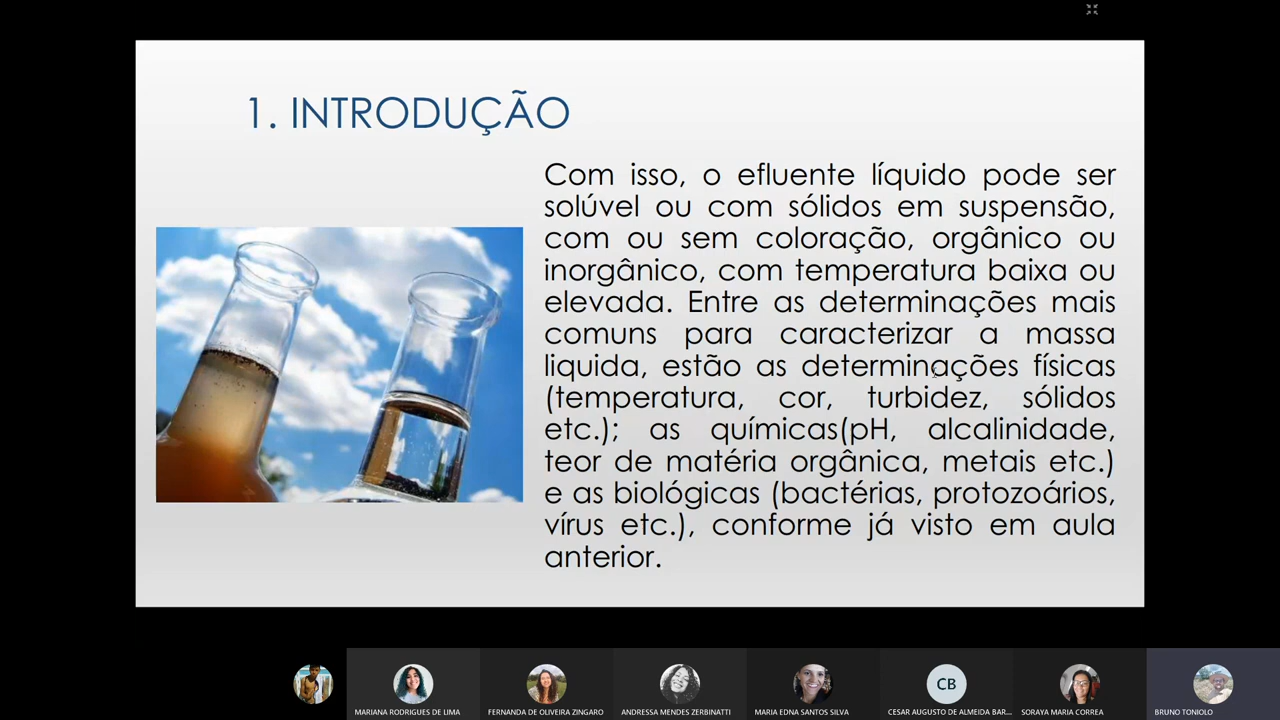 1. INTRODUÇÃO
Com isso, o efluente líquido pode ser
solúvel ou com sólidos em suspensão,
com ou sem coloração, orgânico ou
inorgânico, com temperatura baixa ou
elevada. Entre as determinações mais
comuns para caracterizar a massa
liquida, estão as determinações físicas
(temperatura, cor, turbidez, sólidos
etc.); as químicas(pH, alcalinidade,
teor de matéria orgânica, metais etc.)
e as biológicas (bactérias, protozoários,
vírus etc.), conforme já visto em aula
anterior.
CB
MARIANA RODRIGUES DE LIMA
FERNANDA DE OLIVEIRA ZINGARO
ANDRESSA MENDES ZERBINATTI
MARIA EDNA SANTOS SILVA
CESAR AUGUSTO DE ALMEIDA BAR...
SORAYA MARIA CORREA
BRUNO TONIOLO